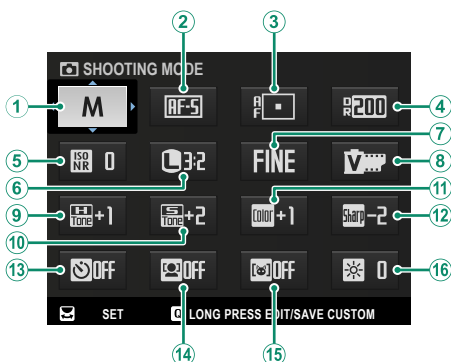 2 3
SHOOTING MODE
1 M AF-S AF DR200 4
7
5 ISO NR 0 L3:2 FINE V 8
6 11
9 H Tone+1 S Tone+2 Color+1 Sharp-2 12
10
13 OFF OFF OFF 0 16
SET Q LONG PRESS EDIT/SAVE CUSTOM
14 15